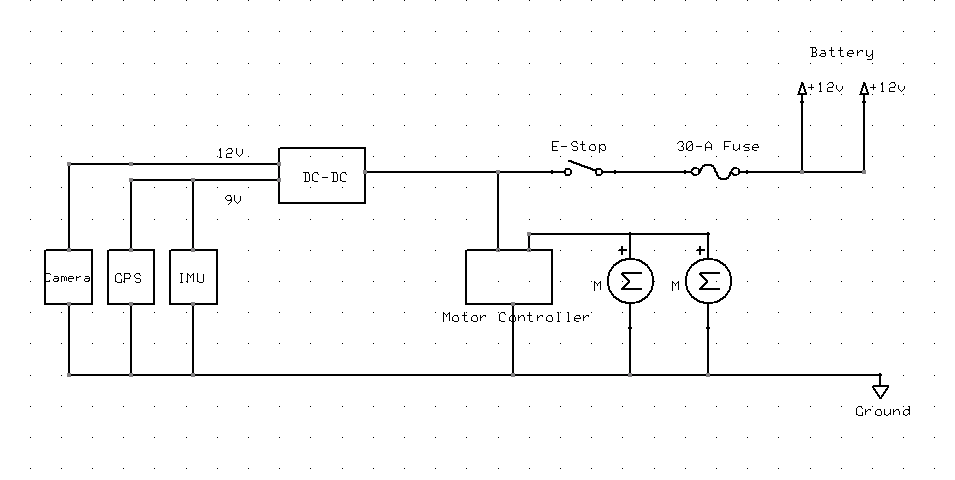 Battery
+12v +12v
E-Stop 30-A Fuse
12V
DC-DC
9V
Camera GPS IMU
+ +
M Σ M Σ
Motor Controller
Ground